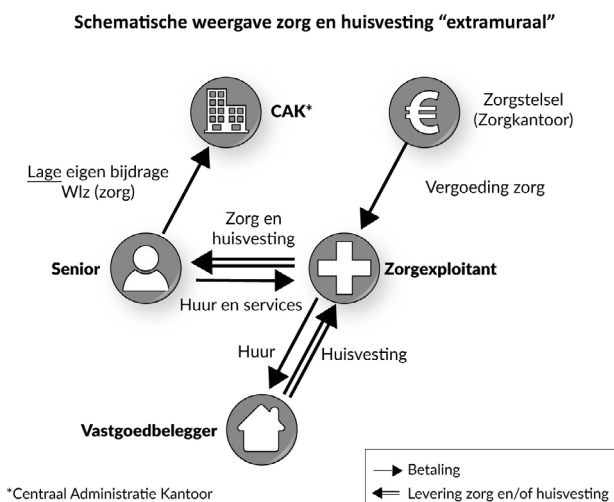 Schematische weergave zorg en huisvesting “extramuraal”
CAK*
Zorgstelsel
(Zorgkantoor)
Lage eigen bijdrage
Wlz (zorg)
Vergoeding zorg
Zorg en
huisvesting
Senior
Zorgexploitant
Huur en services
Huur
Huisvesting
Vastgoedbelegger
Betaling
*Centraal Administratie Kantoor
Levering zorg en/of huisvesting